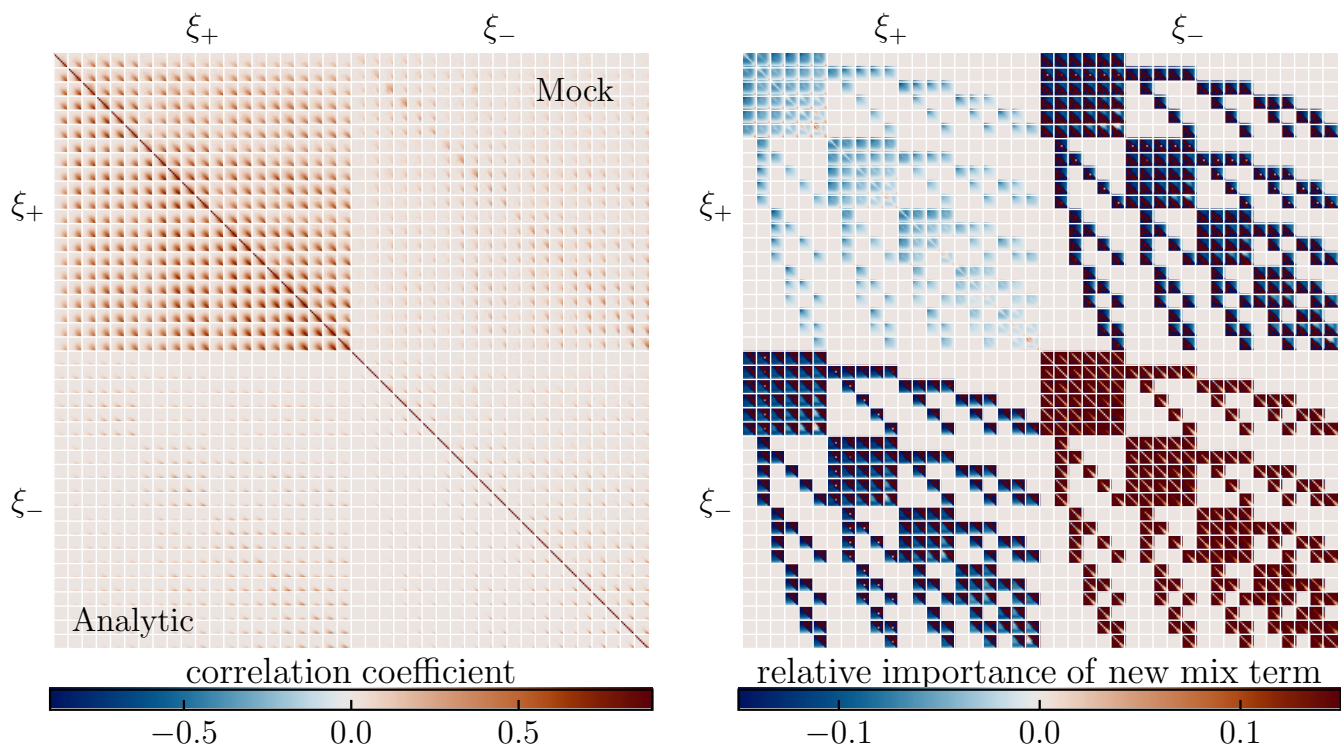 ξ+ ξ−
Mock
ξ+
ξ−
Analytic
correlation coefficient
−0.5 0.0 0.5
ξ+ ξ−
ξ+
ξ−
relative importance of new mix term
−0.1 0.0 0.1